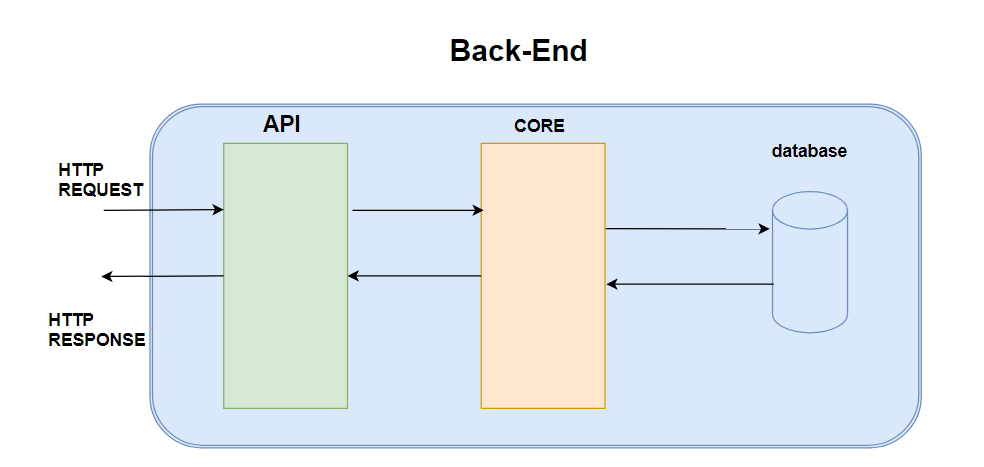 Back-End
API
CORE
database
HTTP
REQUEST
HTTP
RESPONSE